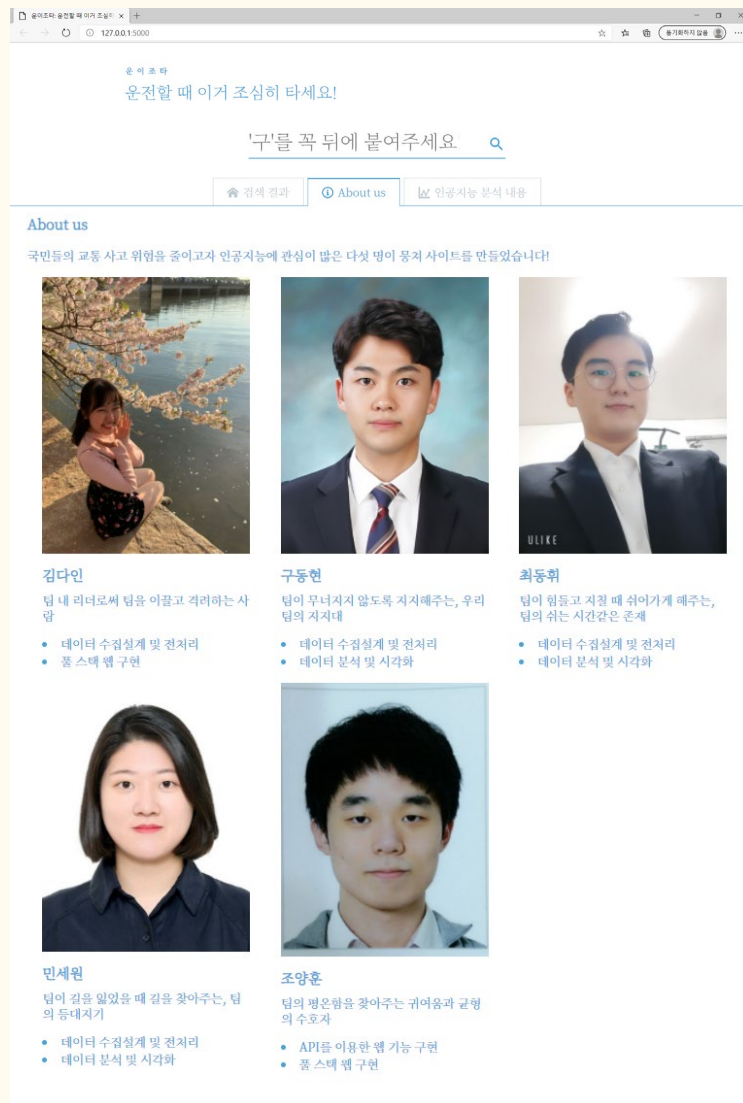 운이조타: 운전할 때 이거 조심히
127.0.0.1:5000
동기화하지 않음
운이조타
운전할 때 이거 조심히 타세요!
'구'를 꼭 뒤에 붙여주세요
검색 결과
About us
인공지능 분석 내용
About us
국민들의 교통 사고 위험을 줄이고자 인공지능에 관심이 많은 다섯 명이 뭉쳐 사이트를 만들었습니다!
ULIKE
김다인
팀 내 리더로써 팀을 이끌고 격려하는 사
람
데이터 수집설계 및 전처리
풀 스택 웹 구현
구동현
팀이 무너지지 않도록 지지해주는, 우리
팀의 지지대
데이터 수집설계 및 전처리
데이터 분석 및 시각화
최동휘
팀이 힘들고 지칠 때 쉬어가게 해주는,
팀의 쉬는 시간같은 존재
데이터 수집설계 및 전처리
데이터 분석 및 시각화
민세원
팀이 길을 잃었을 때 길을 찾아주는, 팀
의 등대지기
데이터 수집설계 및 전처리
데이터 분석 및 시각화
조양훈
팀의 평온함을 찾아주는 귀여움과 균형
의 수호자
API를 이용한 웹 기능 구현
풀 스택 웹 구현